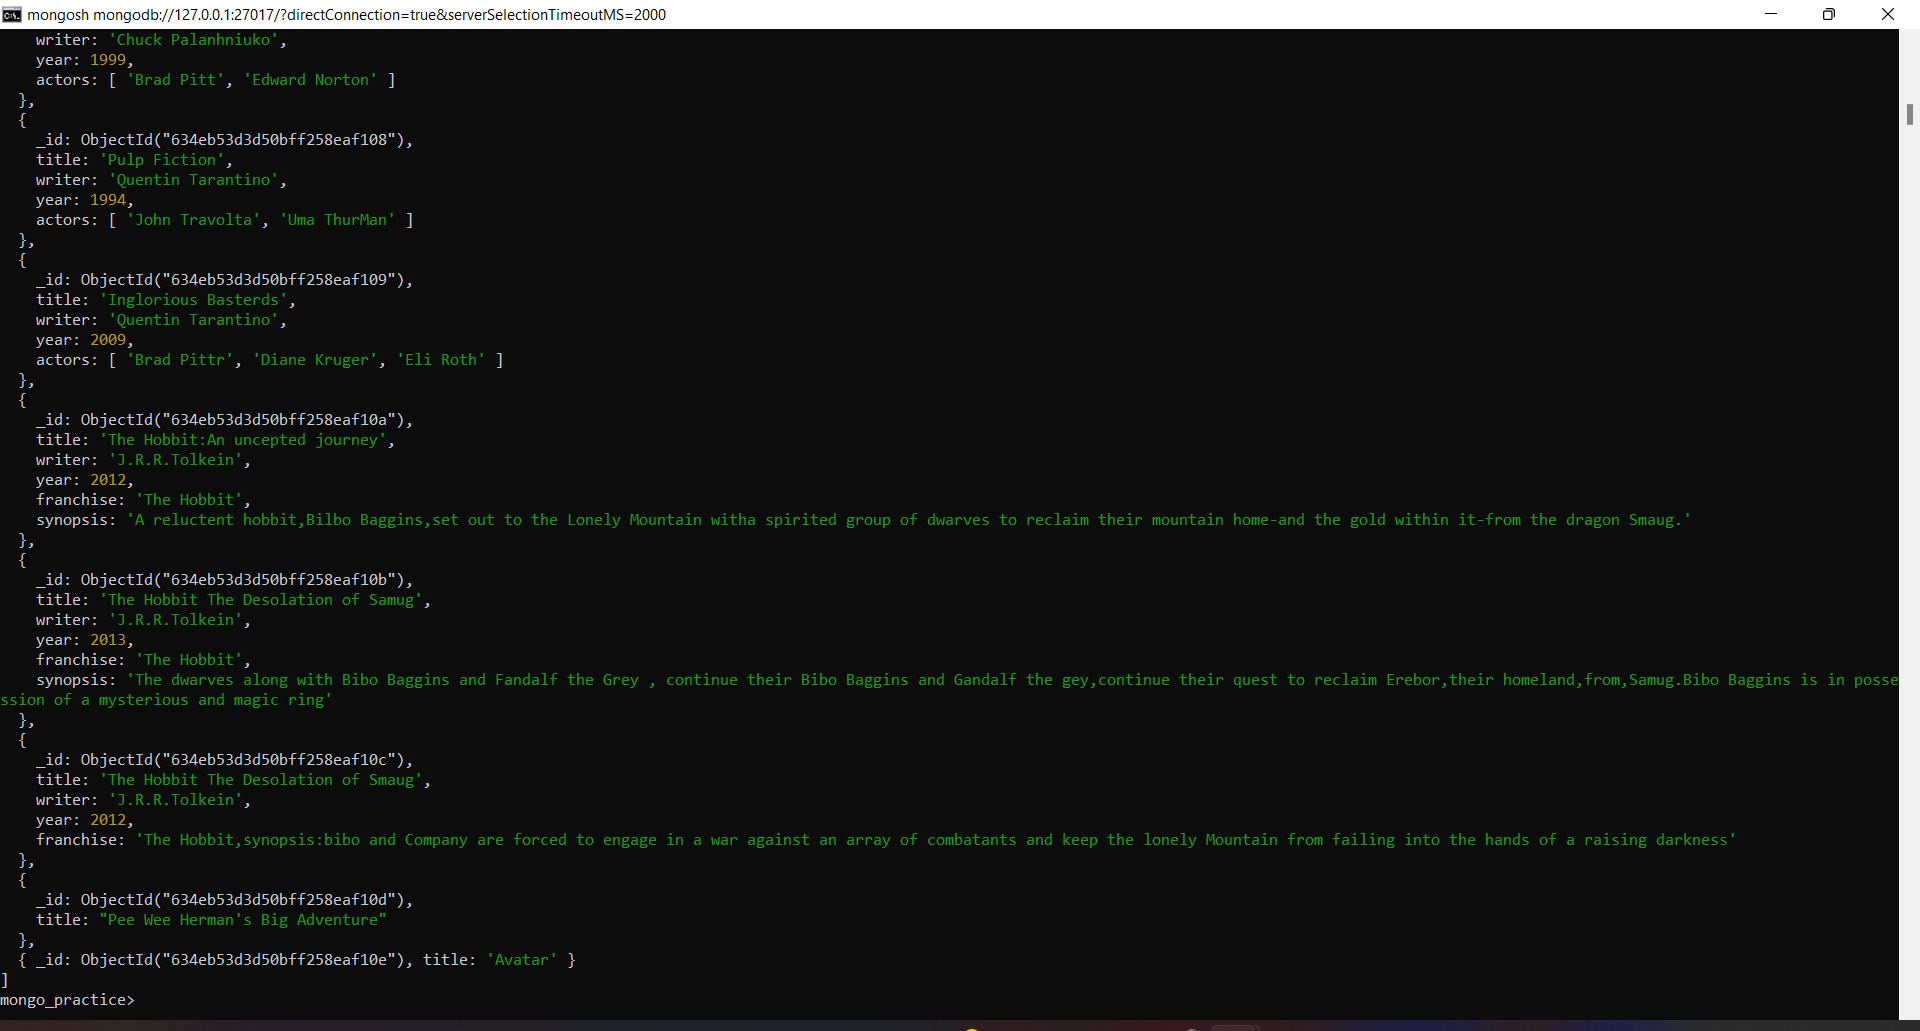 mongosh mongodb://127.0.0.1:27017/?directConnection=true&serverSelectionTimeoutMS=2000
    writer: 'Chuck Palanhniuko',
    year: 1999,
    actors: [ 'Brad Pitt', 'Edward Norton' ]
  },
  {
    _id: ObjectId("634eb53d3d50bff258eaf108"),
    title: 'Pulp Fiction',
    writer: 'Quentin Tarantino',
    year: 1994,
    actors: [ 'John Travolta', 'Uma ThurMan' ]
  },
  {
    _id: ObjectId("634eb53d3d50bff258eaf109"),
    title: 'Inglorious Basterds',
    writer: 'Quentin Tarantino',
    year: 2009,
    actors: [ 'Brad Pittr', 'Diane Kruger', 'Eli Roth' ]
  },
  {
    _id: ObjectId("634eb53d3d50bff258eaf10a"),
    title: 'The Hobbit:An uncepted journey',
    writer: 'J.R.R.Tolkein',
    year: 2012,
    franchise: 'The Hobbit',
    synopsis: 'A reluctent hobbit,Bilbo Baggins,set out to the Lonely Mountain witha spirited group of dwarves to reclaim their mountain home-and the gold within it-from the dragon Smaug.'
  },
  {
    _id: ObjectId("634eb53d3d50bff258eaf10b"),
    title: 'The Hobbit The Desolation of Samug',
    writer: 'J.R.R.Tolkein',
    year: 2013,
    franchise: 'The Hobbit',
    synopsis: 'The dwarves along with Bibo Baggins and Fandalf the Grey , continue their Bibo Baggins and Gandalf the gey,continue their quest to reclaim Erebor,their homeland,from,Samug.Bibo Baggins is in posse
ssion of a mysterious and magic ring'
  },
  {
    _id: ObjectId("634eb53d3d50bff258eaf10c"),
    title: 'The Hobbit The Desolation of Smaug',
    writer: 'J.R.R.Tolkein',
    year: 2012,
    franchise: 'The Hobbit,synopsis:bibo and Company are forced to engage in a war against an array of combatants and keep the lonely Mountain from failing into the hands of a raising darkness'
  },
  {
    _id: ObjectId("634eb53d3d50bff258eaf10d"),
    title: "Pee Wee Herman's Big Adventure"
  },
  { _id: ObjectId("634eb53d3d50bff258eaf10e"), title: 'Avatar' }
]
mongo_practice>